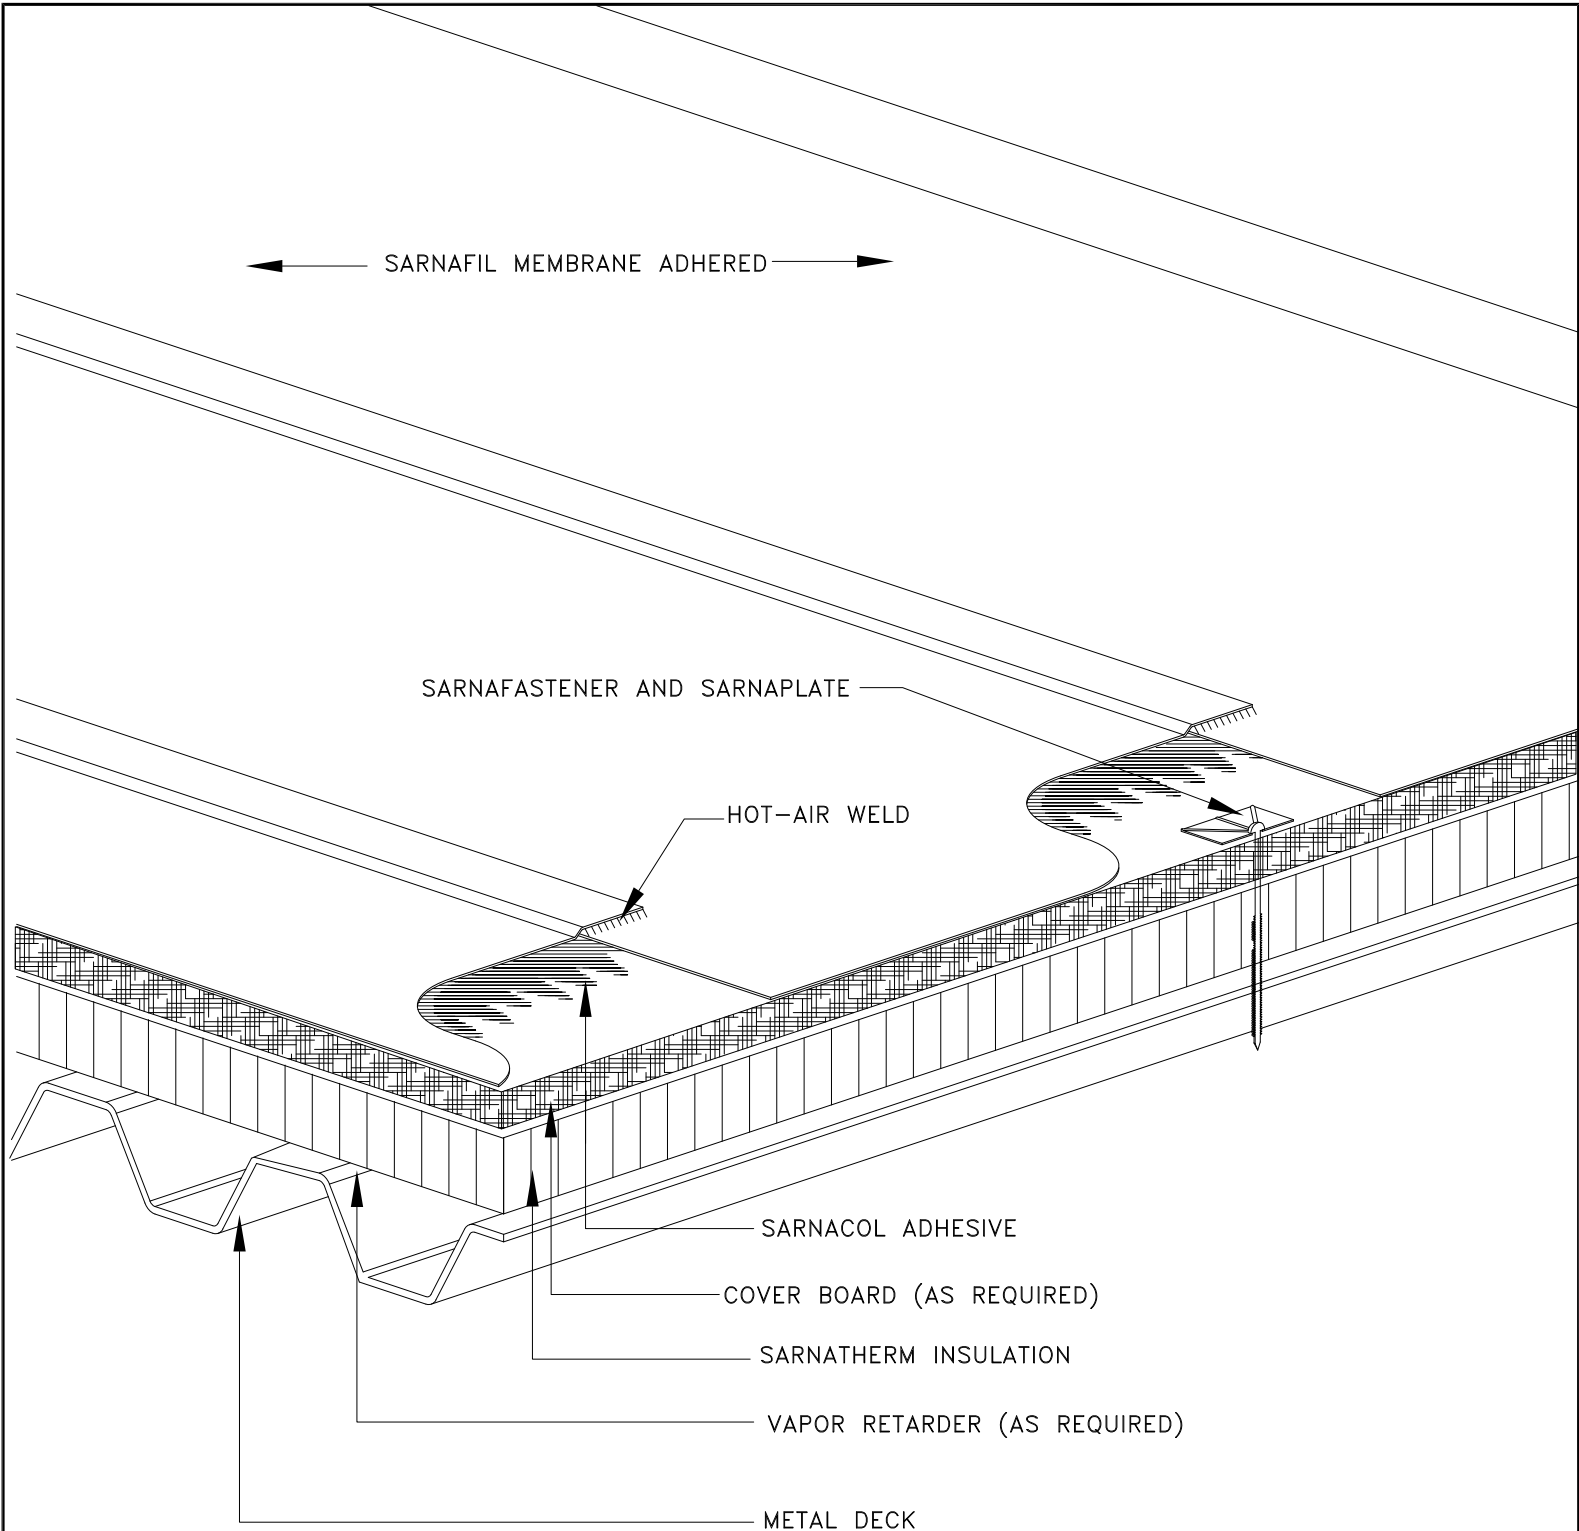 SARNAFIL MEMBRANE ADHERED
SARNAFASTENER AND SARNAPLATE
HOT-AIR WELD
SARNACOL ADHESIVE
COVER BOARD (AS REQUIRED)
SARNATHERM INSULATION
VAPOR RETARDER (AS REQUIRED)
METAL DECK